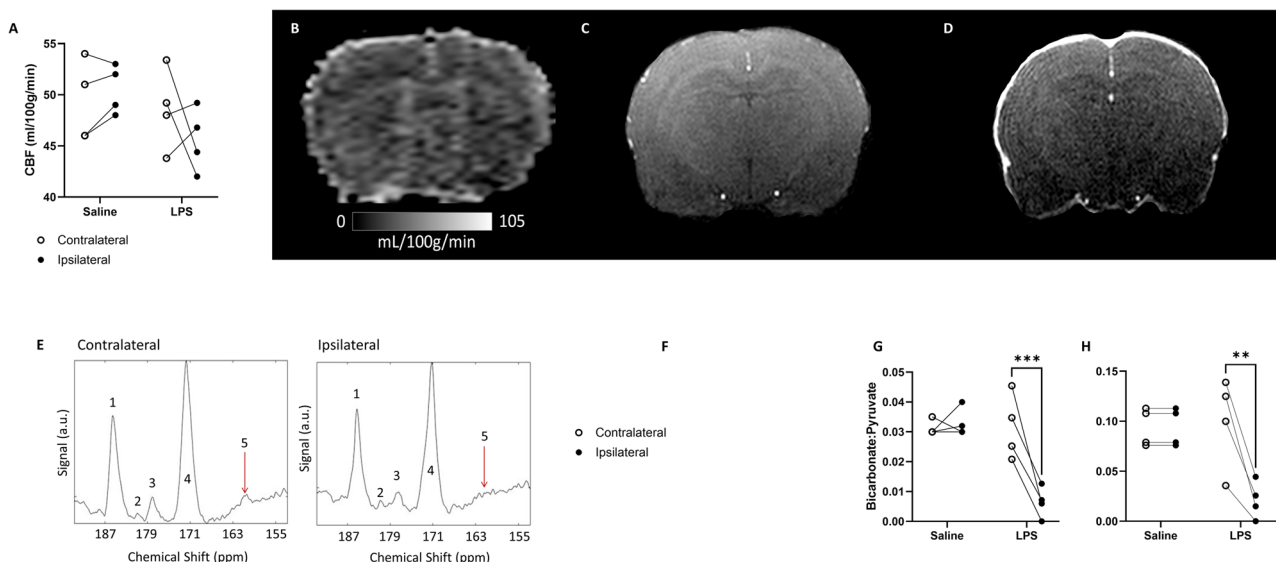 A
CBF (ml/100g/min)
55
50
45
40
Saline
LPS
Contralateral
Ipsilateral
B
0
105
mL/100g/min
C
D
E
Contralateral
Signal (a.u.)
1
2
3
4
5
187
179
171
163
155
Chemical Shift (ppm)
Ipsilateral
Signal (a.u.)
1
2
3
4
5
187
179
171
163
155
Chemical Shift (ppm)
F
Contralateral
Ipsilateral
G
Bicarbonate:Pyruvate
0.05
0.04
0.03
0.02
0.01
0.00
***
Saline
LPS
H
0.15
0.10
0.05
0.00
**
Saline
LPS